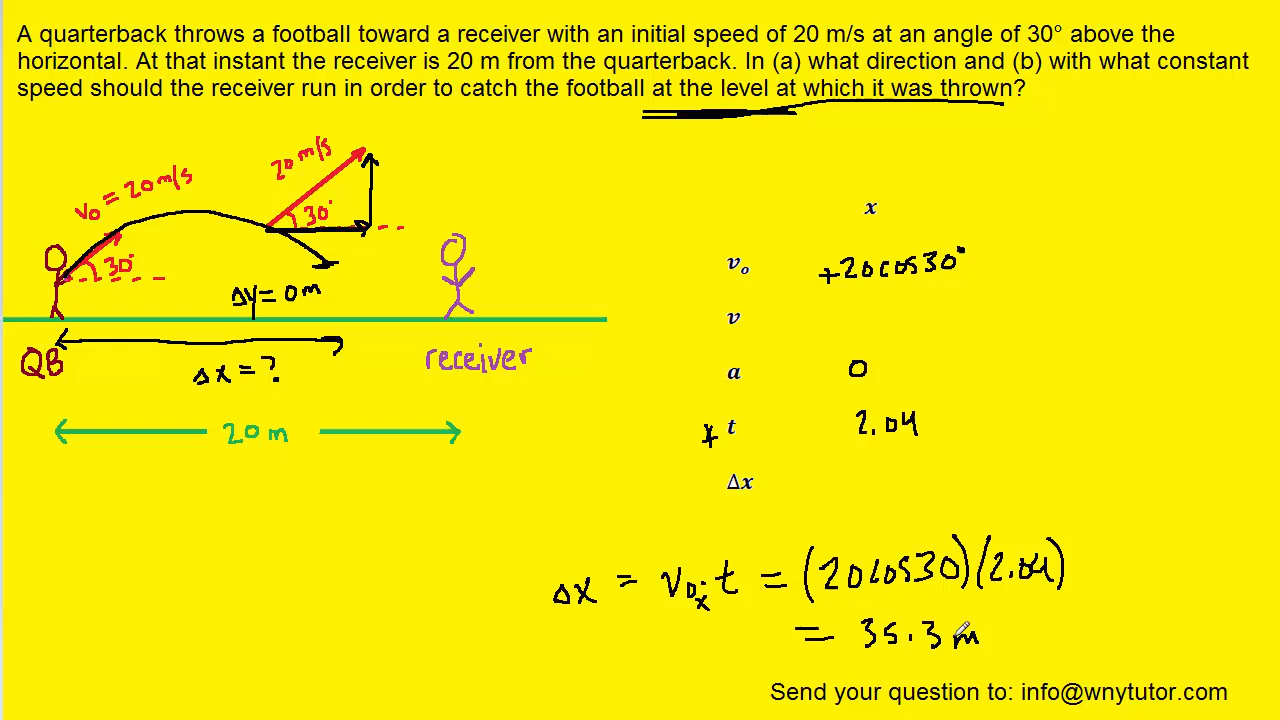 A quarterback throws a football toward a receiver with an initial speed of 20 m/s at an angle of 30° above the
horizontal. At that instant the receiver is 20 m from the quarterback. In (a) what direction and (b) with what constant
speed should the receiver run in order to catch the football at the level at which it was thrown?
v₀ = 20 m/s
20 m/s
30°
30°
Δy = 0 m
QB
receiver
Δx = ?
20 m
x
v₀ +20cos30°
v
a 0
t 2.04
Δx
Δx = v₀ₓt = (20cos30)(2.04)
= 35.3 m
Send your question to: info@wnytutor.com